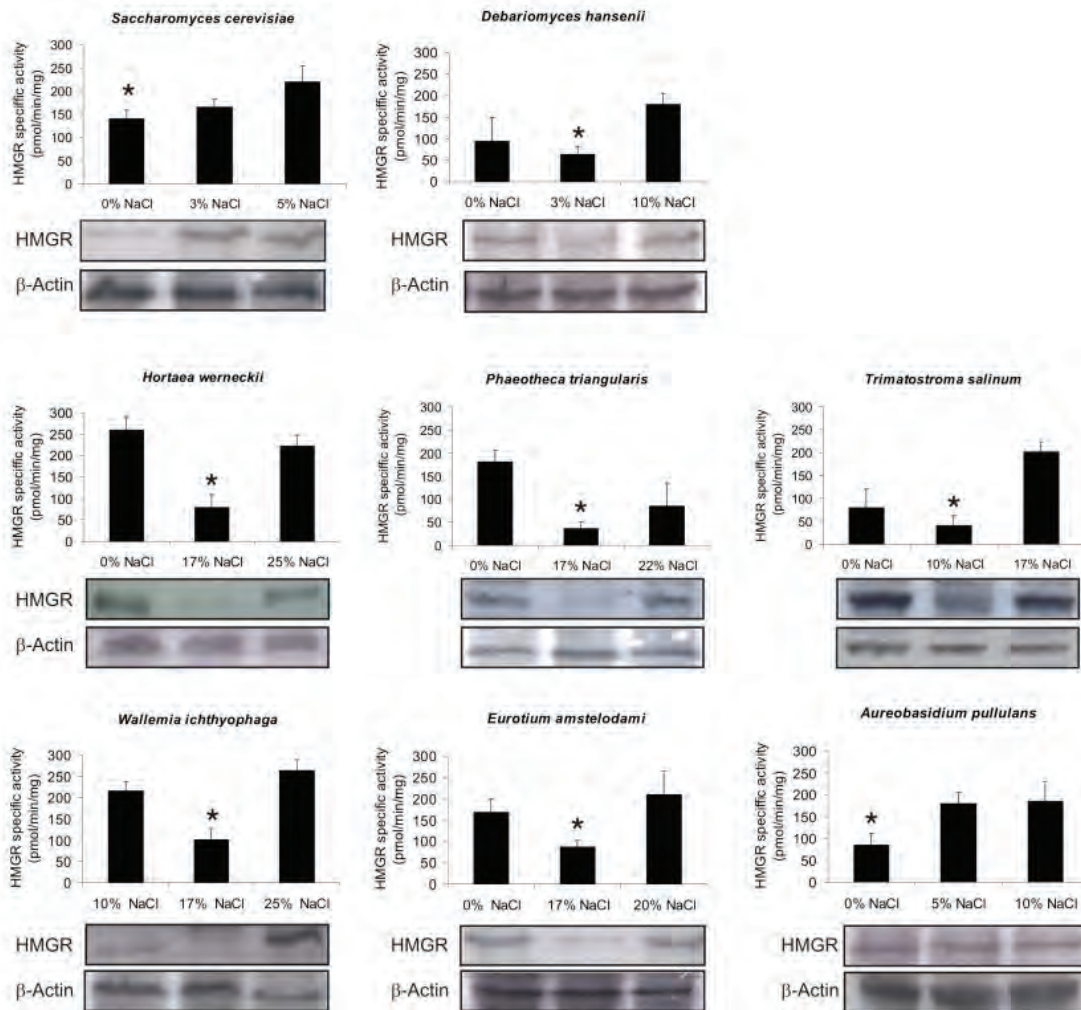 Saccharomyces cerevisiae
HMGR speciffic activity
(pmol/min/mg)
300
250
200
150
100
50
0
*
0% NaCl 3% NaCl 5% NaCl
HMGR
β-Actin
Debariomyces hansenii
HMGR speciffic activity
(pmol/min/mg)
300
250
200
150
100
50
0
*
0% NaCl 3% NaCl 10% NaCl
HMGR
β-Actin
Hortaea werneckii
HMGR speciffic activity
(pmol/min/mg)
300
250
200
150
100
50
0
*
0% NaCl 17% NaCl 25% NaCl
HMGR
β-Actin
Phaeotheca triangularis
HMGR speciffic activity
(pmol/min/mg)
300
250
200
150
100
50
0
*
0% NaCl 17% NaCl 22% NaCl
Trimatostroma salinum
HMGR speciffic activity
(pmol/min/mg)
300
250
200
150
100
50
0
*
0% NaCl 10% NaCl 17% NaCl
Wallemia ichthyophaga
HMGR speciffic activity
(pmol/min/mg)
300
250
200
150
100
50
0
*
10% NaCl 17% NaCl 25% NaCl
HMGR
β-Actin
Eurotium amstelodami
HMGR speciffic activity
(pmol/min/mg)
300
250
200
150
100
50
0
*
0% NaCl 17% NaCl 20% NaCl
HMGR
β-Actin
Aureobasidium pullulans
HMGR speciffic activity
(pmol/min/mg)
300
250
200
150
100
50
0
*
0% NaCl 5% NaCl 10% NaCl
HMGR
β-Actin